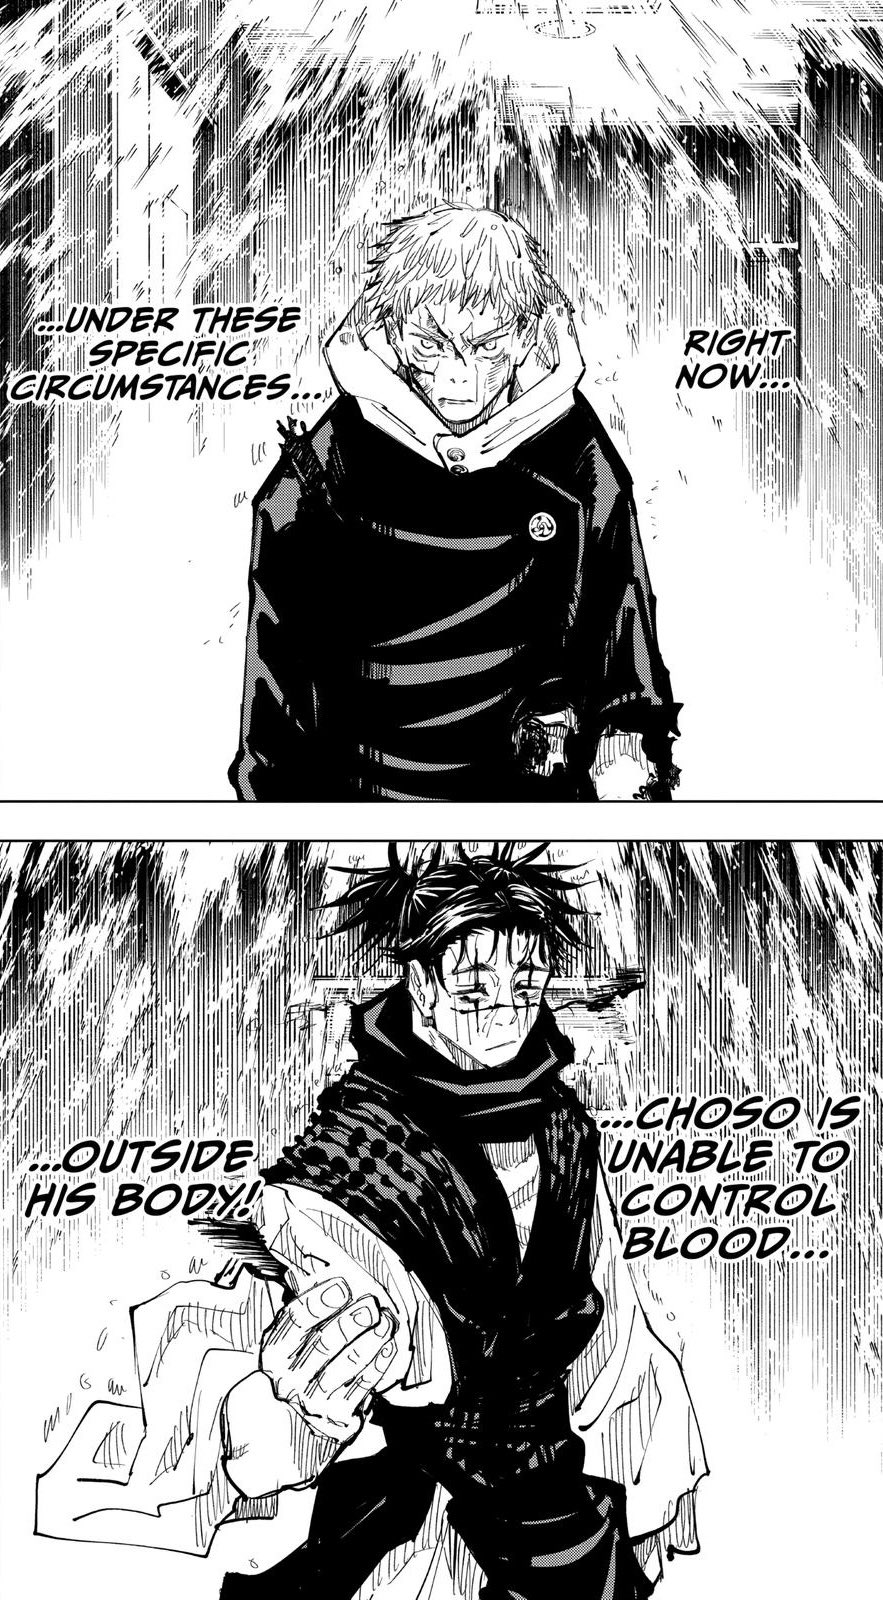 RIGHT
NOW...
...UNDER THESE
SPECIFIC
CIRCUMSTANCES...
...CHOSO IS
UNABLE TO
CONTROL
BLOOD...
...OUTSIDE
HIS BODY!